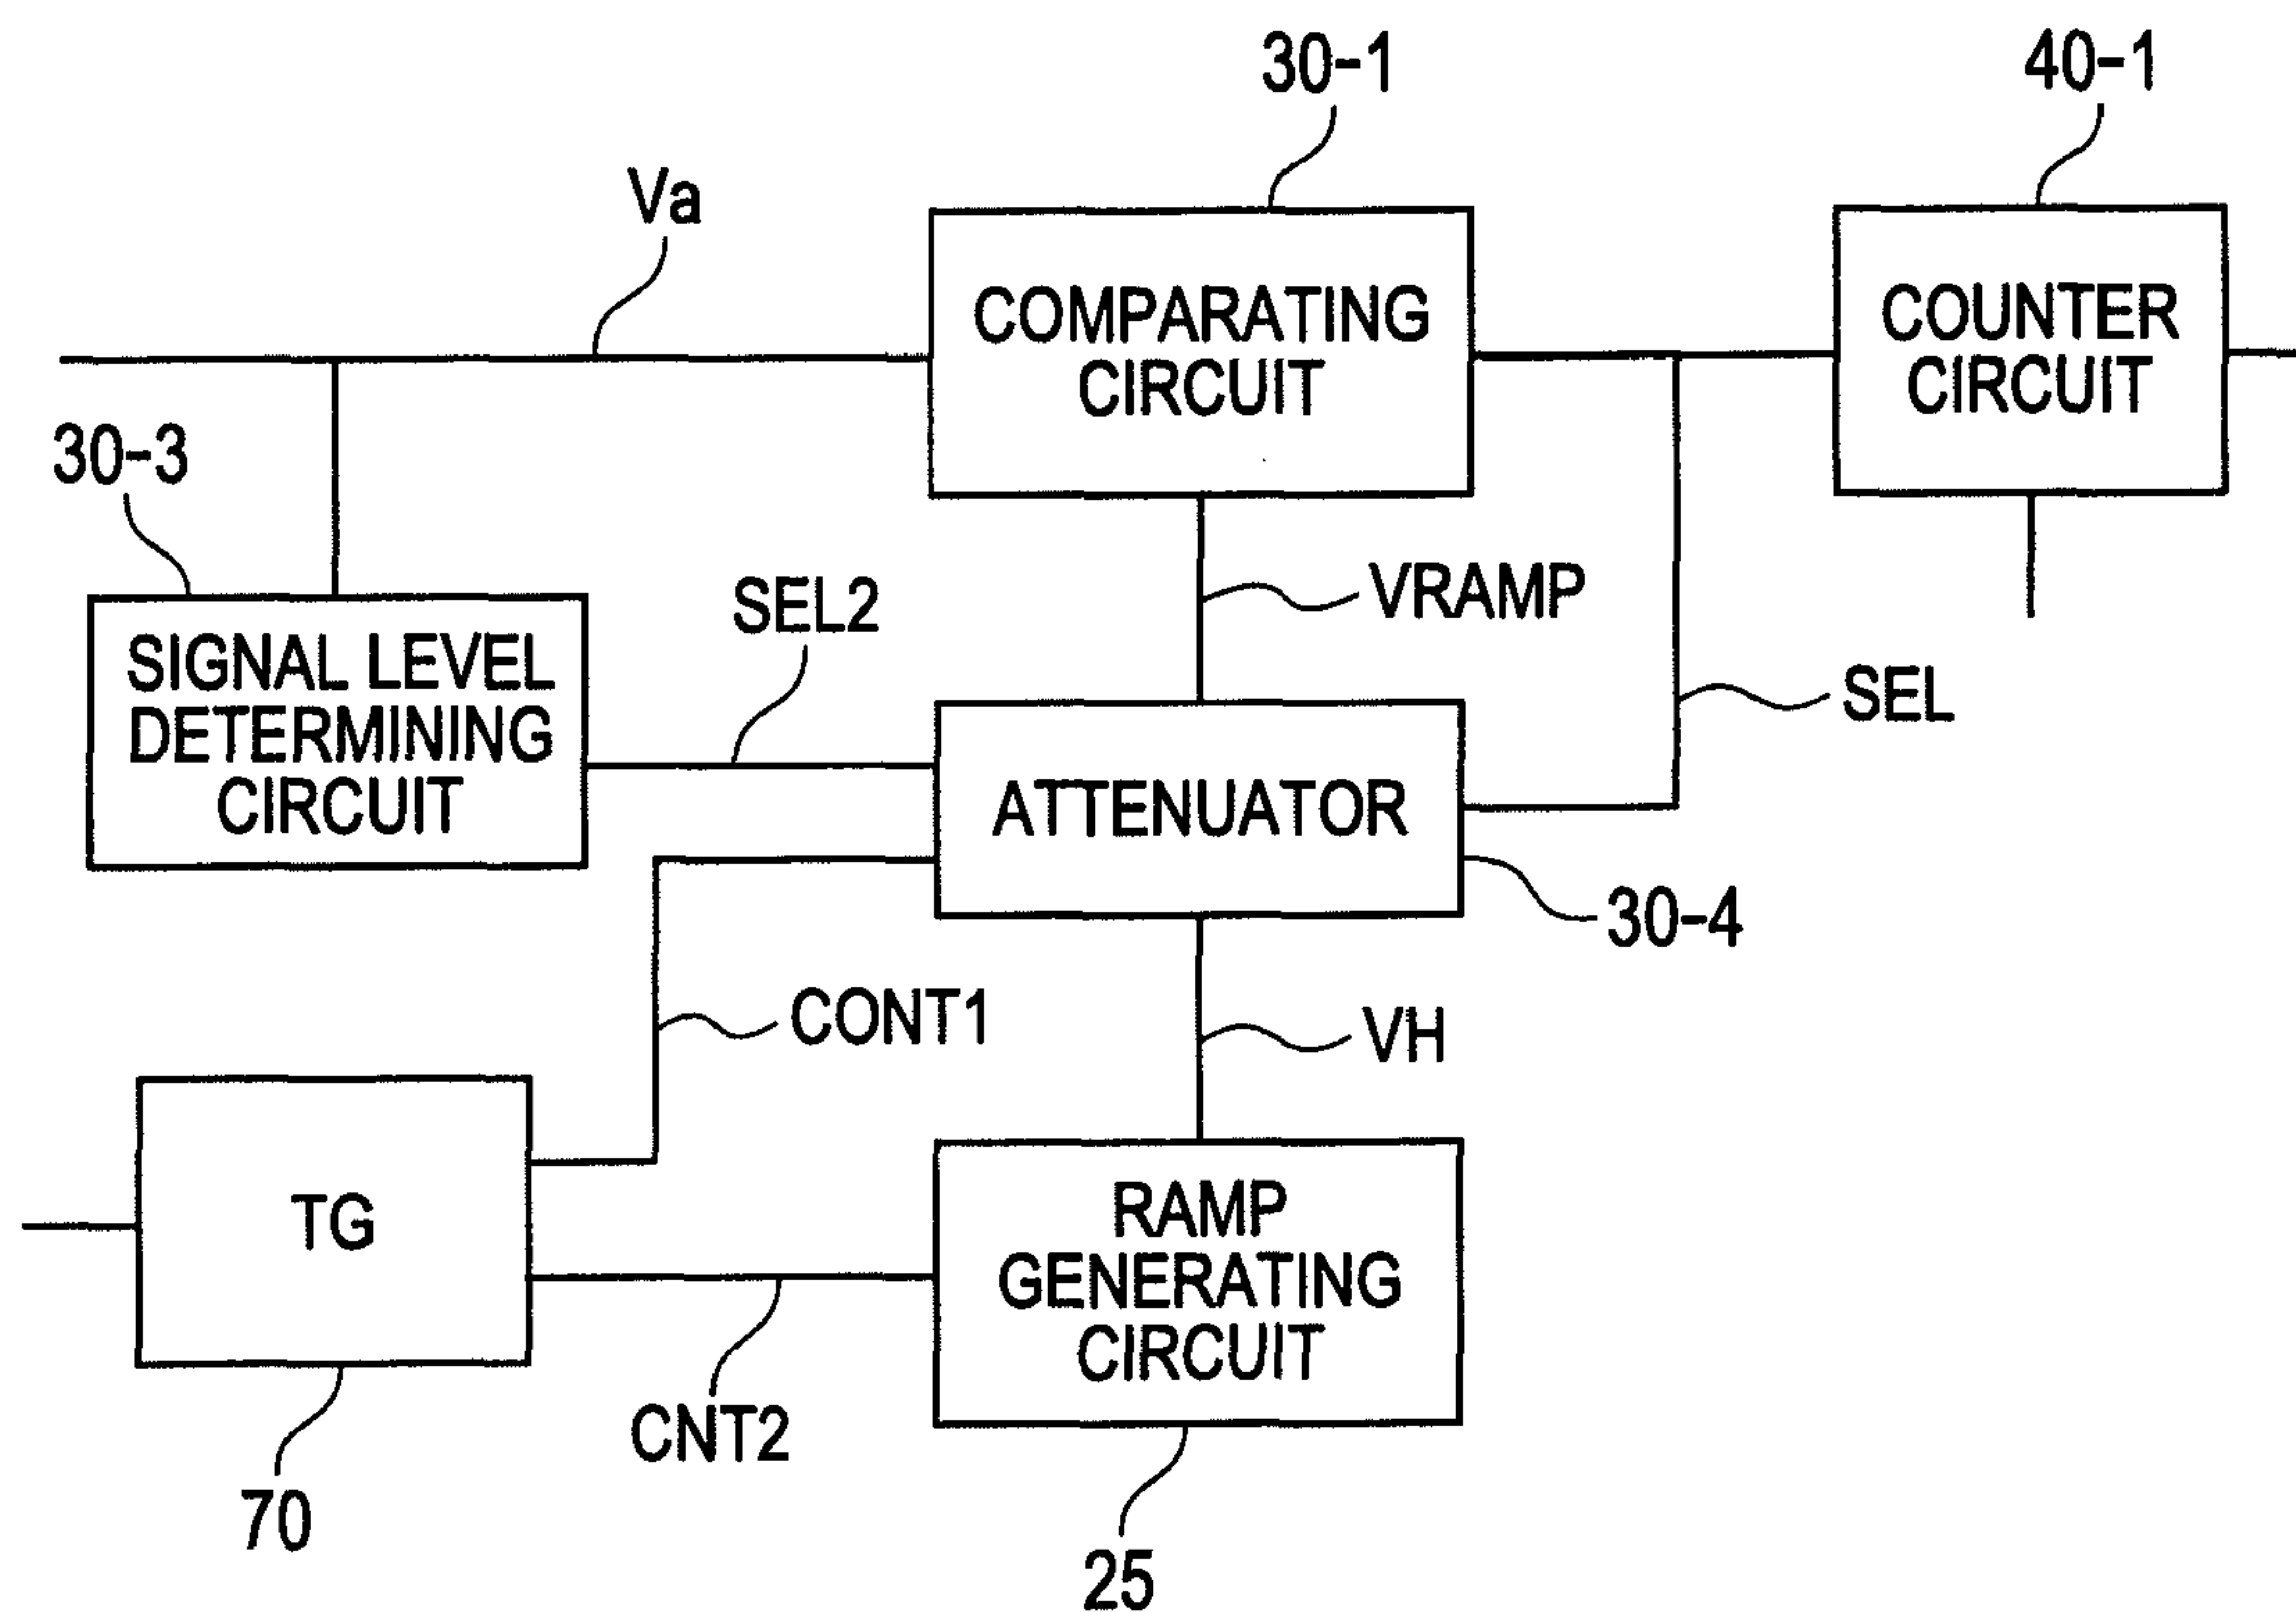 30-1
40-1
Va
COMPARATING
CIRCUIT
COUNTER
CIRCUIT
30-3
VRAMP
SEL2
SIGNAL LEVEL
DETERMINING
CIRCUIT
SEL
ATTENUATOR
30-4
CONT1
VH
TG
RAMP
GENERATING
CIRCUIT
CNT2
70
25